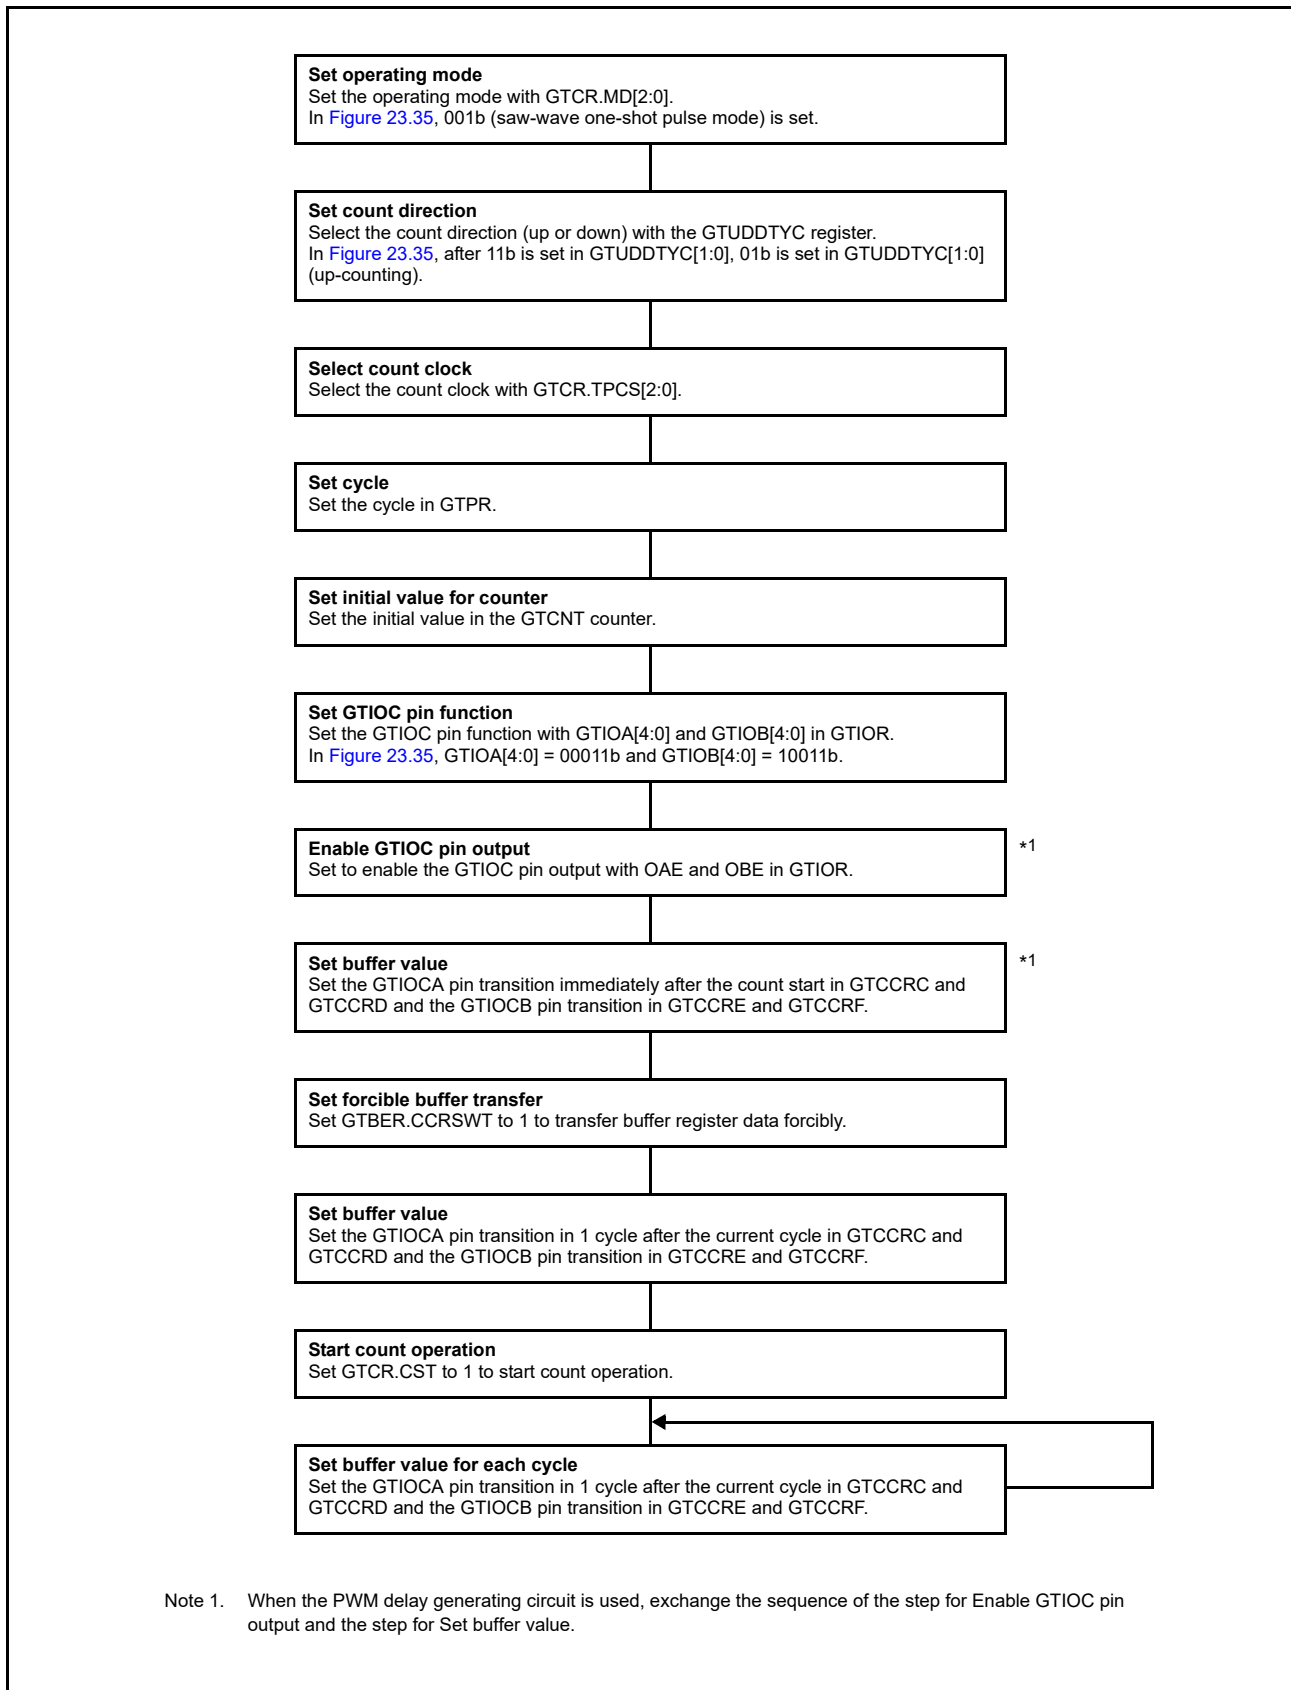 Set operating mode
Set the operating mode with GTCR.MD[2:0].
In Figure 23.35, 001b (saw-wave one-shot pulse mode) is set.
Set count direction
Select the count direction (up or down) with the GTUDDTYC register.
In Figure 23.35, after 11b is set in GTUDDTYC[1:0], 01b is set in GTUDDTYC[1:0]
(up-counting).
Select count clock
Select the count clock with GTCR.TPCS[2:0].
Set cycle
Set the cycle in GTPR.
Set initial value for counter
Set the initial value in the GTCNT counter.
Set GTIOC pin function
Set the GTIOC pin function with GTIOA[4:0] and GTIOB[4:0] in GTIOR.
In Figure 23.35, GTIOA[4:0] = 00011b and GTIOB[4:0] = 10011b.
Enable GTIOC pin output
Set to enable the GTIOC pin output with OAE and OBE in GTIOR.
*1
Set buffer value
Set the GTIOCA pin transition immediately after the count start in GTCCRC and
GTCCRD and the GTIOCB pin transition in GTCCRE and GTCCRF.
*1
Set forcible buffer transfer
Set GTBER.CCRSWT to 1 to transfer buffer register data forcibly.
Set buffer value
Set the GTIOCA pin transition in 1 cycle after the current cycle in GTCCRC and
GTCCRD and the GTIOCB pin transition in GTCCRE and GTCCRF.
Start count operation
Set GTCR.CST to 1 to start count operation.
Set buffer value for each cycle
Set the GTIOCA pin transition in 1 cycle after the current cycle in GTCCRC and
GTCCRD and the GTIOCB pin transition in GTCCRE and GTCCRF.
Note 1. When the PWM delay generating circuit is used, exchange the sequence of the step for Enable GTIOC pin
output and the step for Set buffer value.